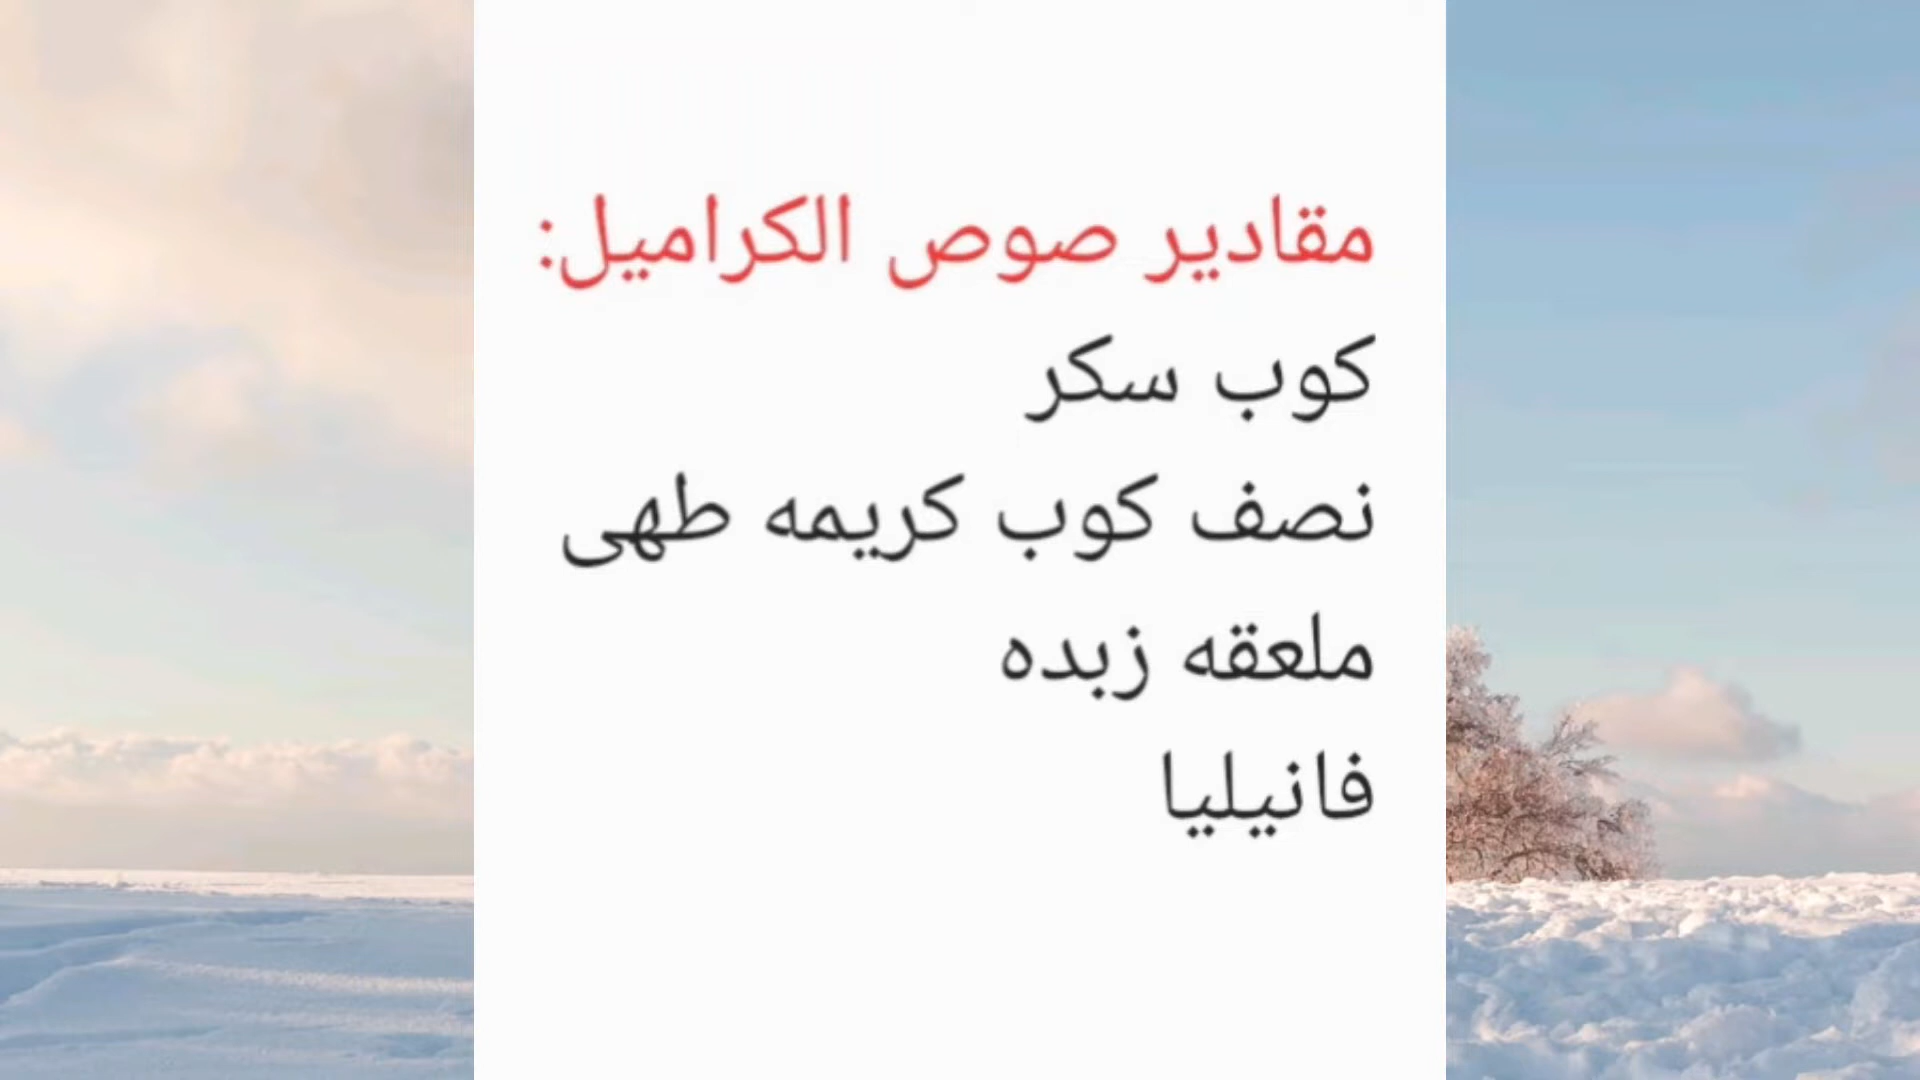 مقادير صوص الكراميل:
كوب سكر
نصف كوب كريمه طهى
ملعقه زبده
فانيليا